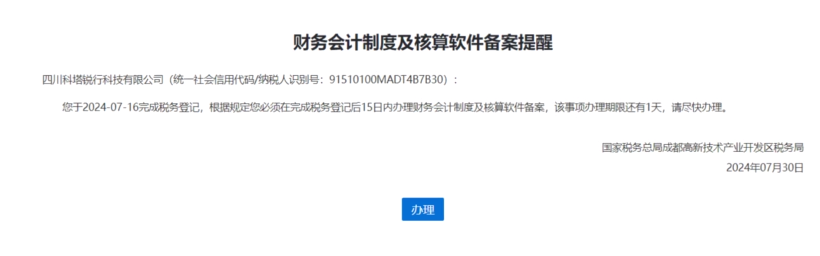 财务会计制度及核算软件备案提醒
四川科塔锐行科技有限公司（统一社会信用代码/纳税人识别号：91510100MADT4B7B30）：
您于2024-07-16完成税务登记，根据规定您必须在完成税务登记后15日内办理财务会计制度及核算软件备案，该事项办理期限还有1天，请尽快办理。
国家税务总局成都高新技术产业开发区税务局
2024年07月30日
办理